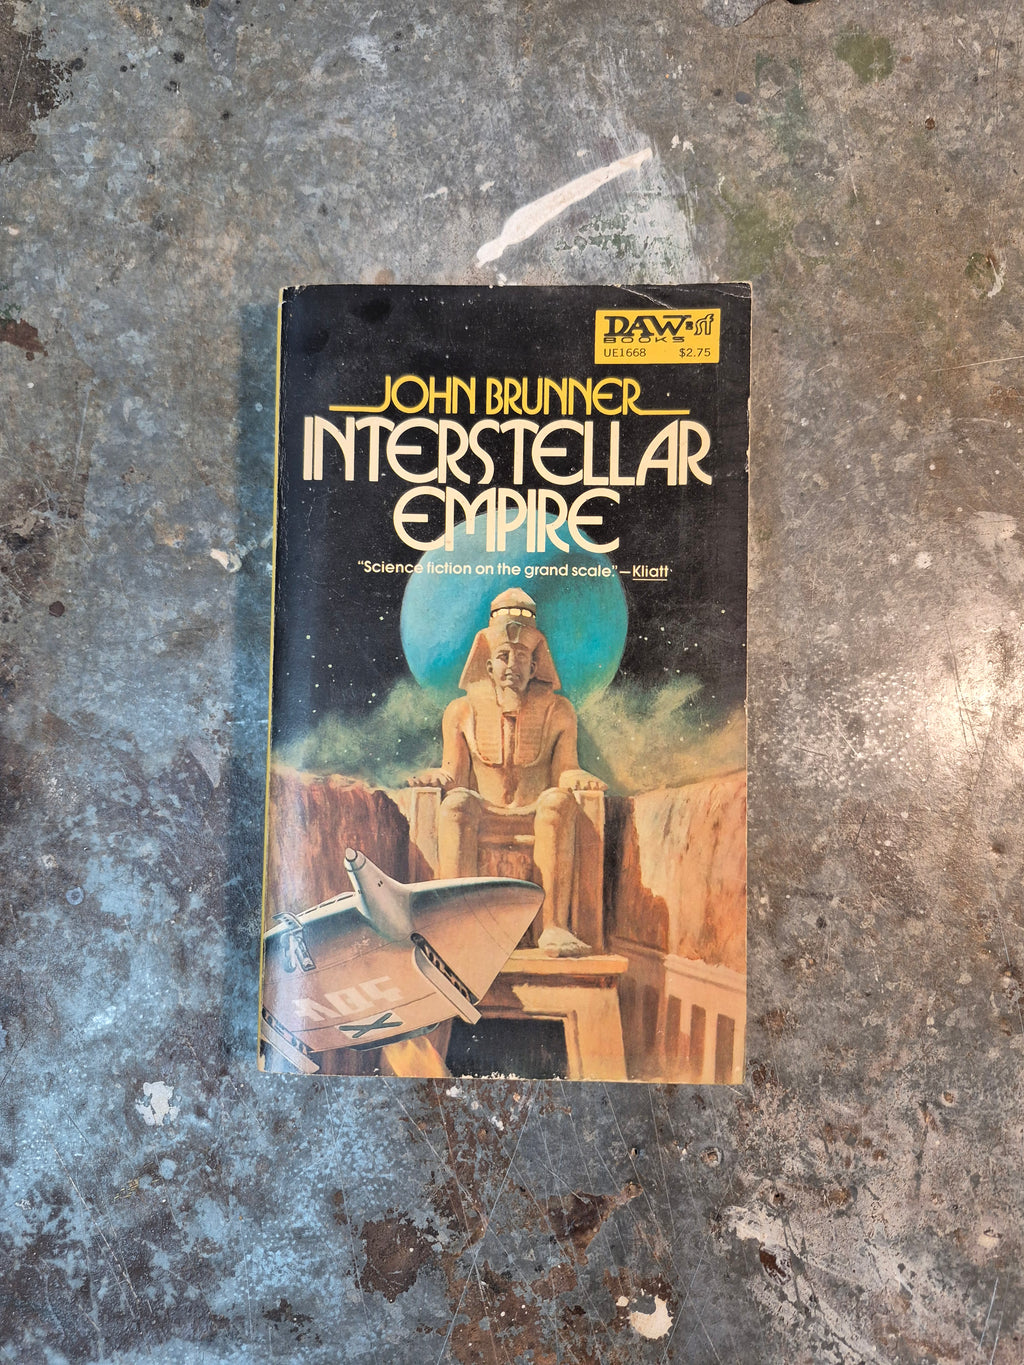 DAW sf
BOOKS
UE1668 $2.75
JOHN BRUNNER
INTERSTELLAR
EMPIRE
“Science fiction on the grand scale.”—Kliatt
X